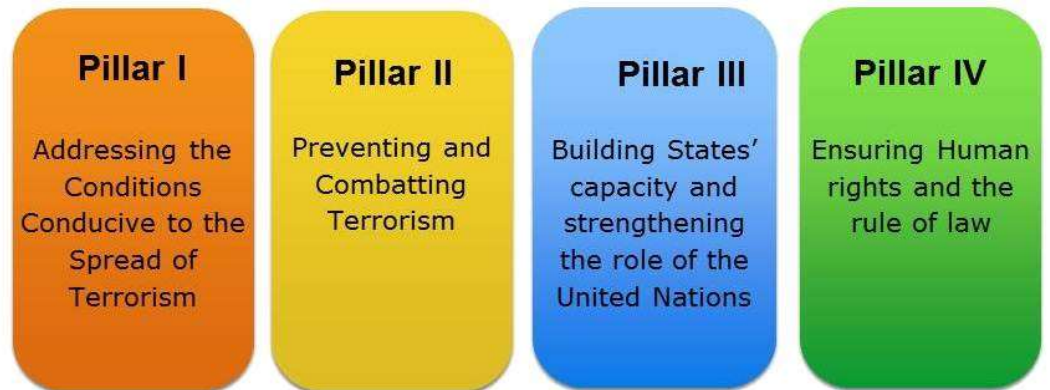 Pillar I
Addressing the
Conditions
Conducive to the
Spread of
Terrorism
Pillar II
Preventing and
Combatting
Terrorism
Pillar III
Building States’
capacity and
strengthening
the role of the
United Nations
Pillar IV
Ensuring Human
rights and the
rule of law